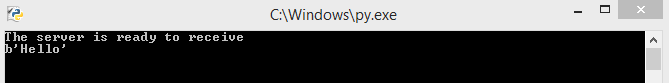 C:\Windows\py.exe
The server is ready to receive
b'Hello'